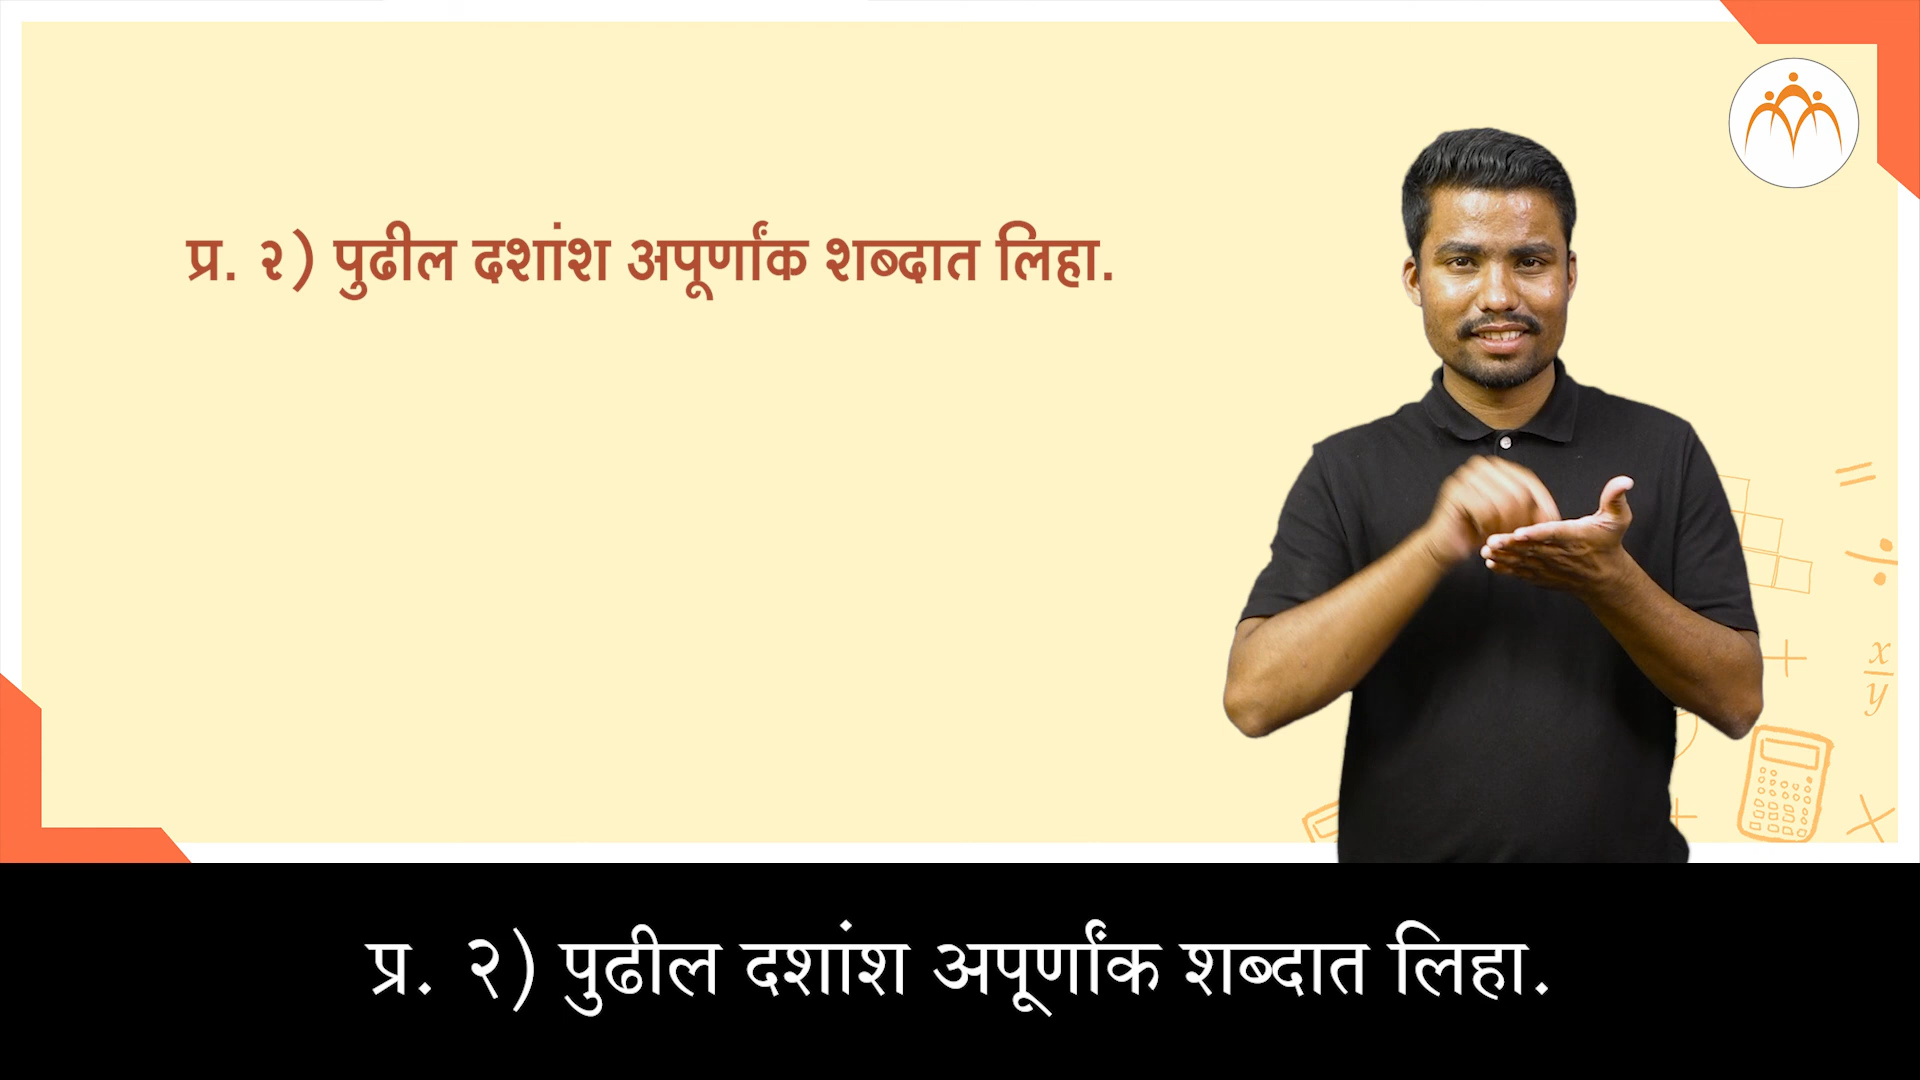 प्र. २) पुढील दशांश अपूर्णांक शब्दात लिहा.
=
÷
+
x
y
+
×
प्र. २) पुढील दशांश अपूर्णांक शब्दात लिहा.